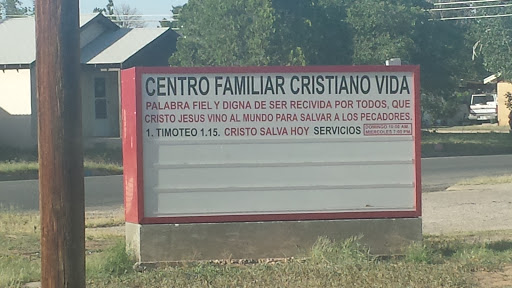 CENTRO FAMILIAR CRISTIANO VIDA
PALABRA FIEL Y DIGNA DE SER RECIVIDA POR TODOS, QUE
CRISTO JESUS VINO AL MUNDO PARA SALVAR A LOS PECADORES.
1. TIMOTEO 1.15. CRISTO SALVA HOY SERVICIOS
DOMINGO 10:00 AM.
MIERCOLES 7:00 PM.